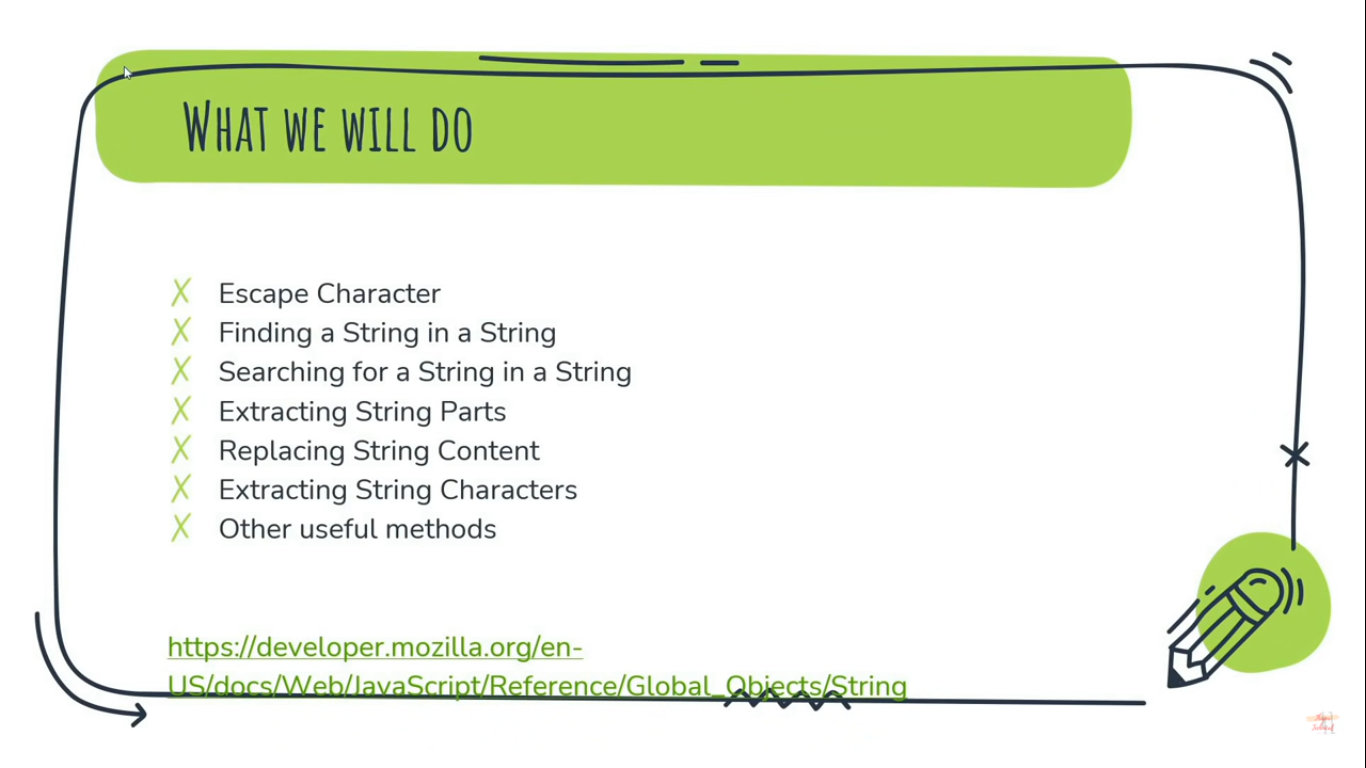 What we will do
Escape Character
Finding a String in a String
Searching for a String in a String
Extracting String Parts
Replacing String Content
Extracting String Characters
Other useful methods
https://developer.mozilla.org/en-
US/docs/Web/JavaScript/Reference/Global_Objects/String